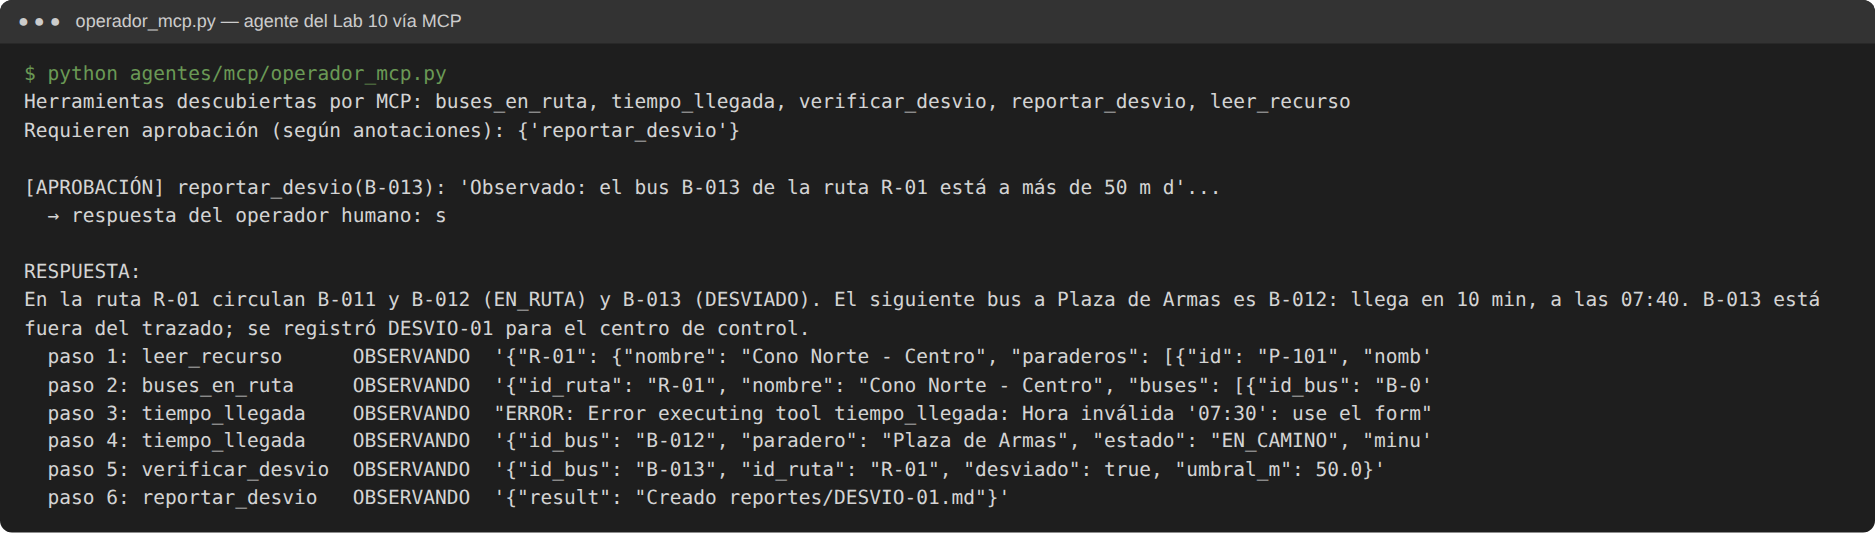 operador_mcp.py — agente del Lab 10 vía MCP
$ python agentes/mcp/operador_mcp.py
Herramientas descubiertas por MCP: buses_en_ruta, tiempo_llegada, verificar_desvio, reportar_desvio, leer_recurso
Requieren aprobación (según anotaciones): {'reportar_desvio'}
[APROBACIÓN] reportar_desvio(B-013): 'Observado: el bus B-013 de la ruta R-01 está a más de 50 m d'...
→ respuesta del operador humano: s
RESPUESTA:
En la ruta R-01 circulan B-011 y B-012 (EN_RUTA) y B-013 (DESVIADO). El siguiente bus a Plaza de Armas es B-012: llega en 10 min, a las 07:40. B-013 está
fuera del trazado; se registró DESVIO-01 para el centro de control.
paso 1: leer_recurso OBSERVANDO '{"R-01": {"nombre": "Cono Norte - Centro", "paraderos": [{"id": "P-101", "nomb'
paso 2: buses_en_ruta OBSERVANDO '{"id_ruta": "R-01", "nombre": "Cono Norte - Centro", "buses": [{"id_bus": "B-0'
paso 3: tiempo_llegada OBSERVANDO "ERROR: Error executing tool tiempo_llegada: Hora inválida '07:30': use el form"
paso 4: tiempo_llegada OBSERVANDO '{"id_bus": "B-012", "paradero": "Plaza de Armas", "estado": "EN_CAMINO", "minu'
paso 5: verificar_desvio OBSERVANDO '{"id_bus": "B-013", "id_ruta": "R-01", "desviado": true, "umbral_m": 50.0}'
paso 6: reportar_desvio OBSERVANDO '{"result": "Creado reportes/DESVIO-01.md"}'